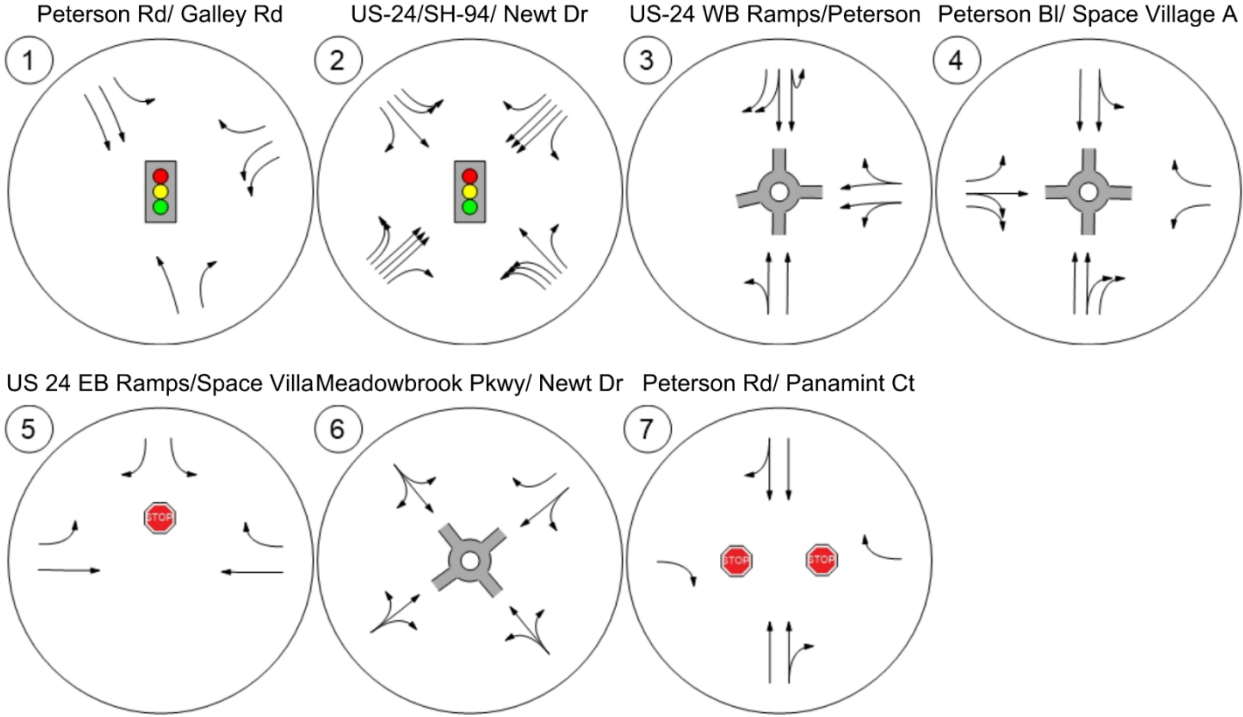 Peterson Rd/ Galley Rd
US-24/SH-94/ Newt Dr
US-24 WB Ramps/Peterson
Peterson Bl/ Space Village A
1
2
3
4
US 24 EB Ramps/Space Villa
Meadowbrook Pkwy/ Newt Dr
Peterson Rd/ Panamint Ct
5
6
7
STOP
STOP
STOP